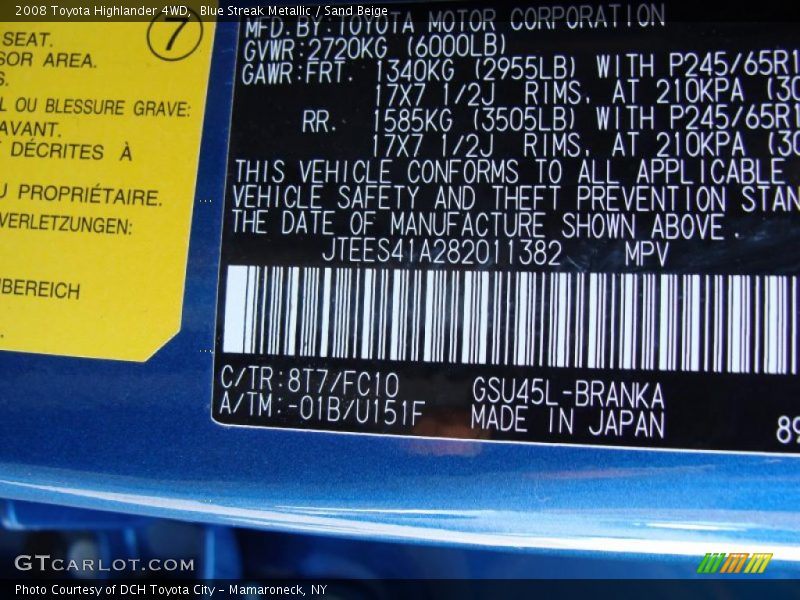 2008 Toyota Highlander 4WD, Blue Streak Metallic / Sand Beige
7
SEAT.
SOR AREA.
S.
L OU BLESSURE GRAVE:
AVANT.
DÉCRITES À
U PROPRIÉTAIRE.
VERLETZUNGEN:
BEREICH
MFD. BY: TOYOTA MOTOR CORPORATION
GVWR: 2720KG (6000LB)
GAWR: FRT. 1340KG (2955LB) WITH P245/65R1
17X7 1/2J RIMS, AT 210KPA (30
RR. 1585KG (3505LB) WITH P245/65R1
17X7 1/2J RIMS, AT 210KPA (30
THIS VEHICLE CONFORMS TO ALL APPLICABLE
VEHICLE SAFETY AND THEFT PREVENTION STAN
THE DATE OF MANUFACTURE SHOWN ABOVE.
JTEES41A282011382 MPV
C/TR: 8T7/FC10 GSU45L-BRANKA
A/TM: -01B/U151F MADE IN JAPAN
89
GTCARLOT.COM
Photo Courtesy of DCH Toyota City - Mamaroneck, NY